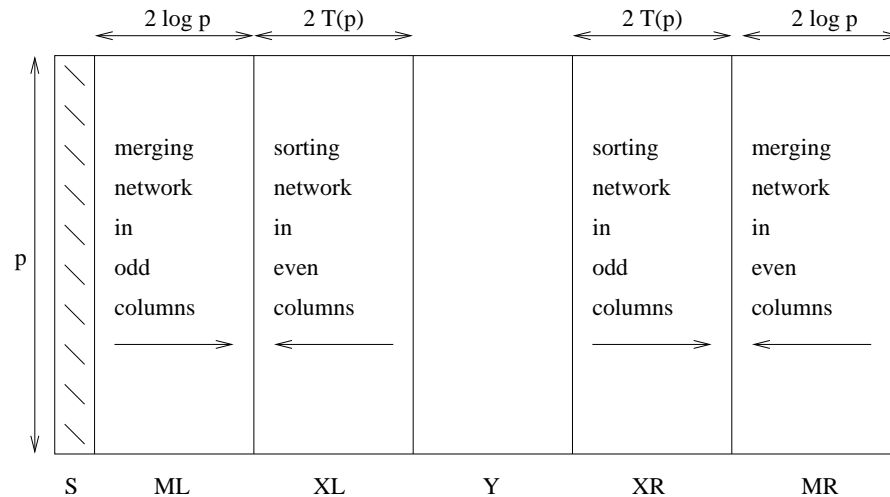 2 log p 2 T(p) 2 T(p) 2 log p
merging sorting sorting merging
network network network network
in in in in
p odd even odd even
columns columns columns columns
S ML XL Y XR MR